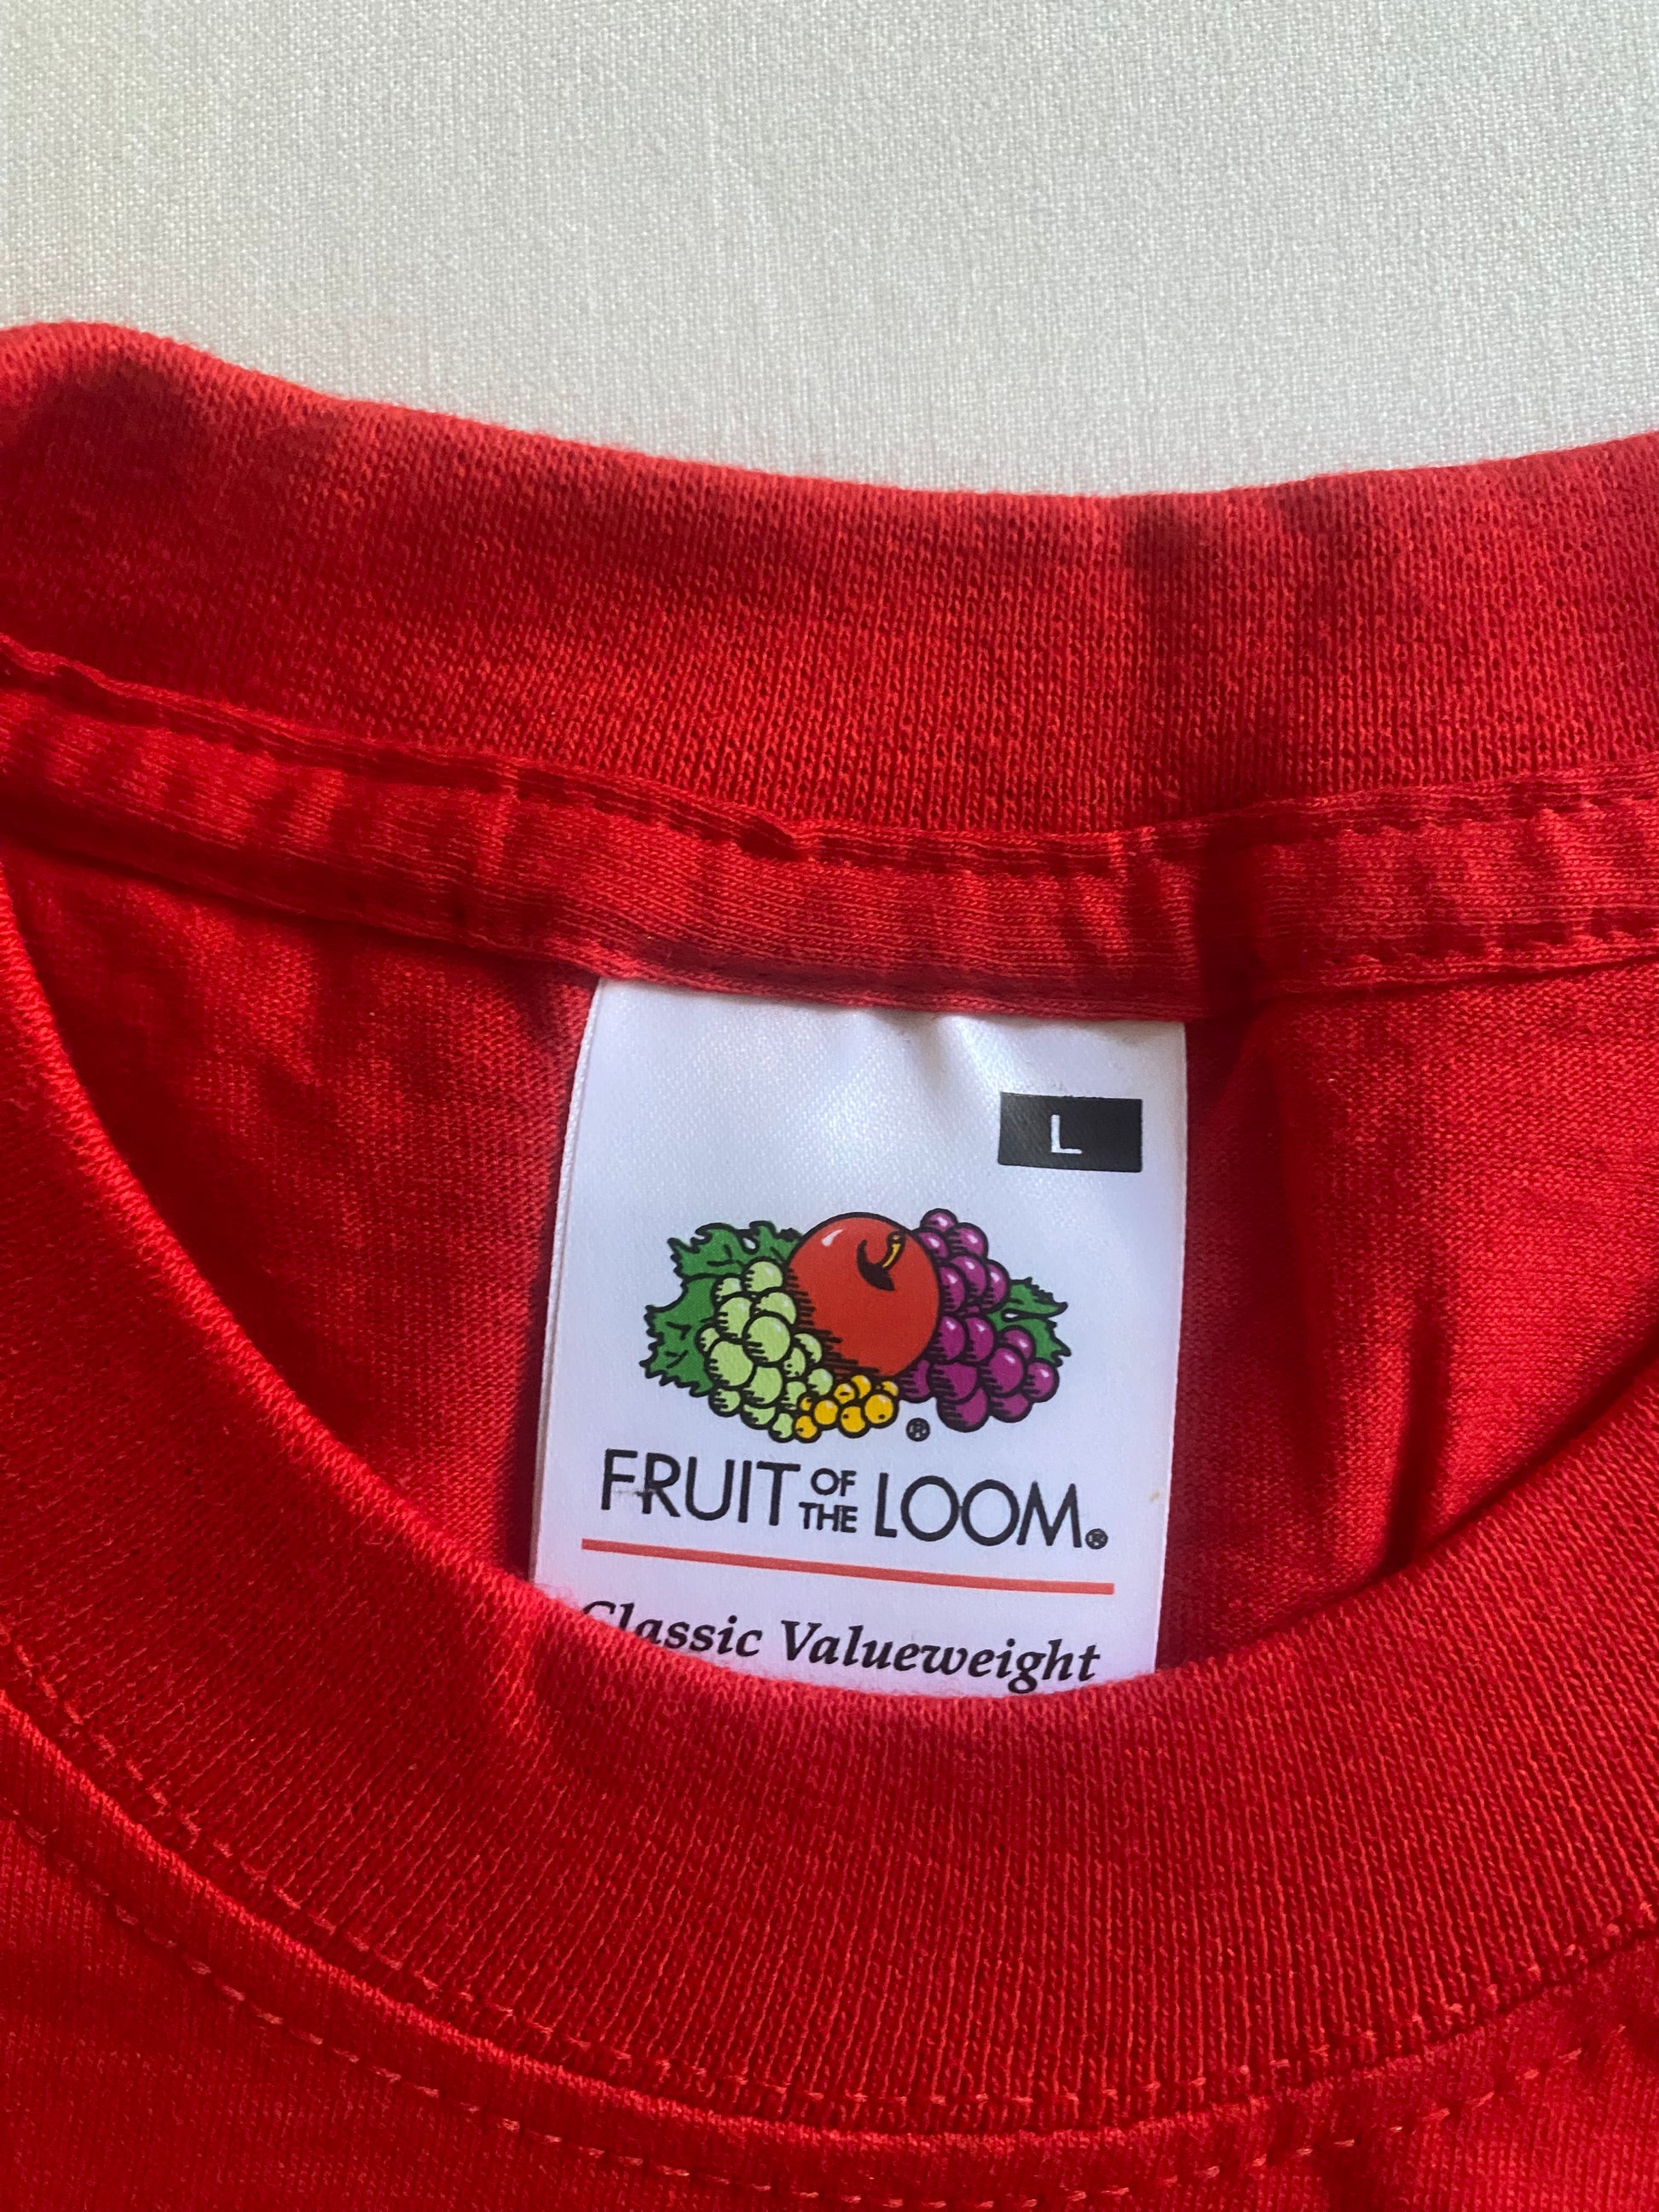 L
®
FRUIT OF THE LOOM®
Classic Valueweight